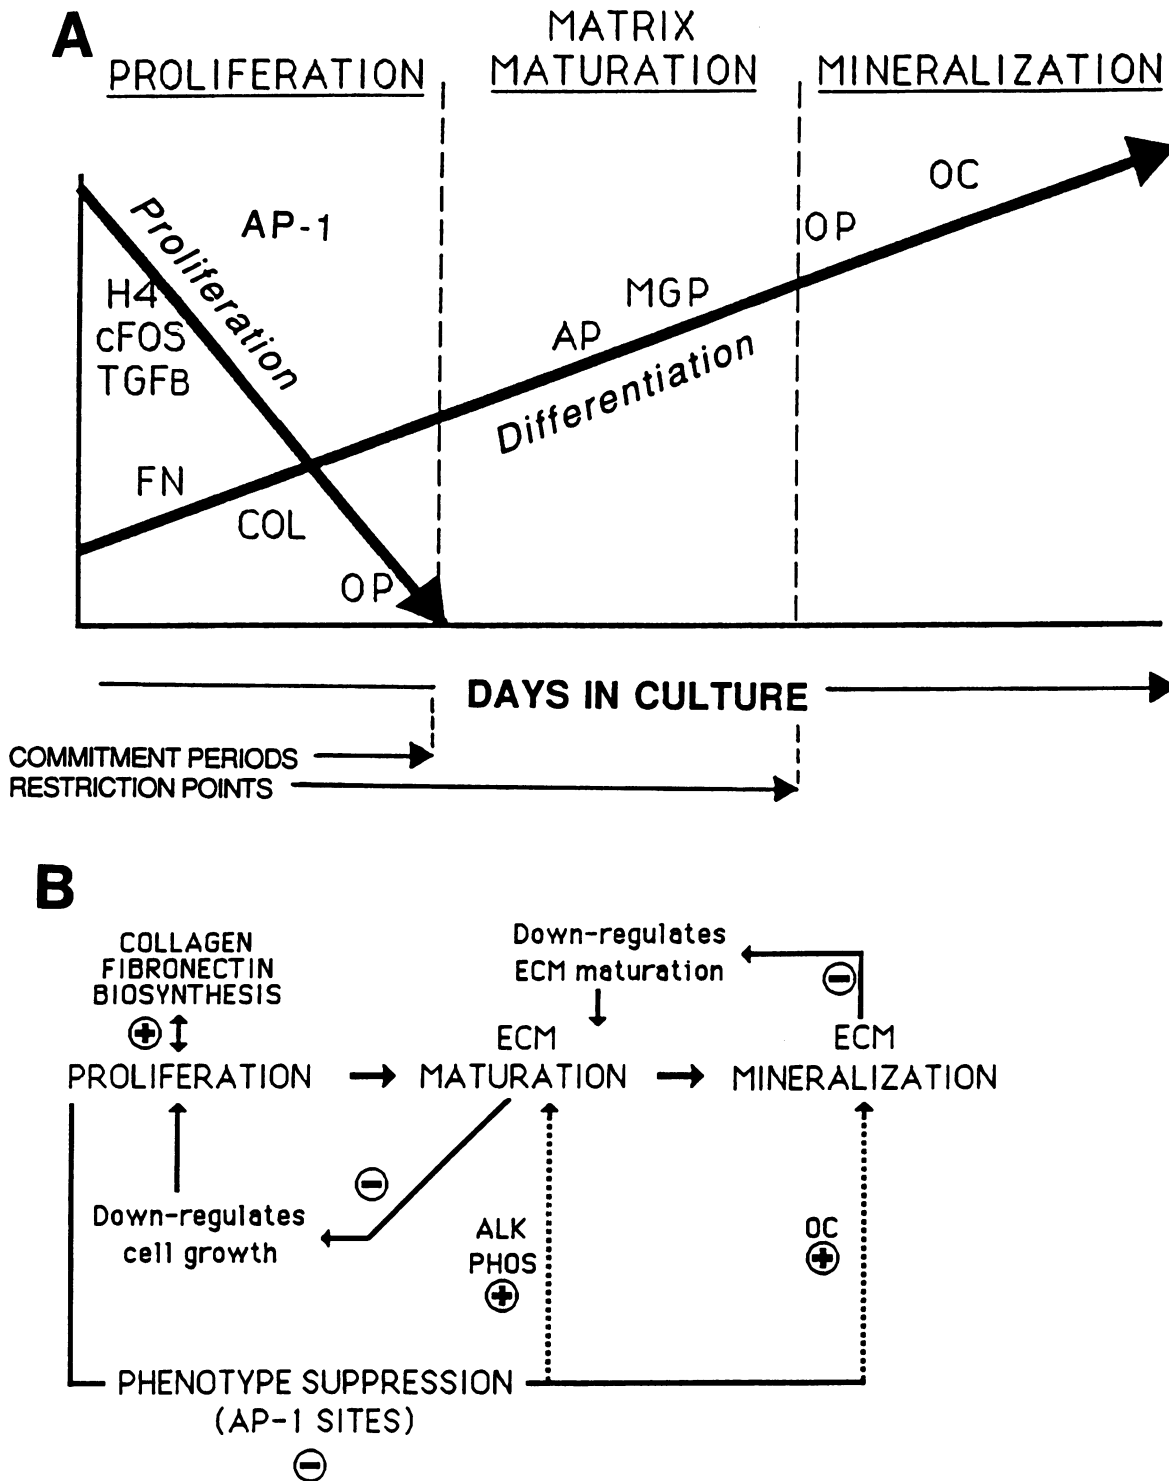 A
PROLIFERATION
MATRIX
MATURATION
MINERALIZATION
Proliferation
AP-1
H4
cFOS
TGFB
FN
COL
OP
AP
MGP
Differentiation
OP
OC
DAYS IN CULTURE
COMMITMENT PERIODS
RESTRICTION POINTS
B
COLLAGEN
FIBRONECTIN
BIOSYNTHESIS
+
Down-regulates
ECM maturation
−
PROLIFERATION
ECM
MATURATION
ECM
MINERALIZATION
−
Down-regulates
cell growth
ALK
PHOS
+
OC
+
PHENOTYPE SUPPRESSION
(AP-1 SITES)
−